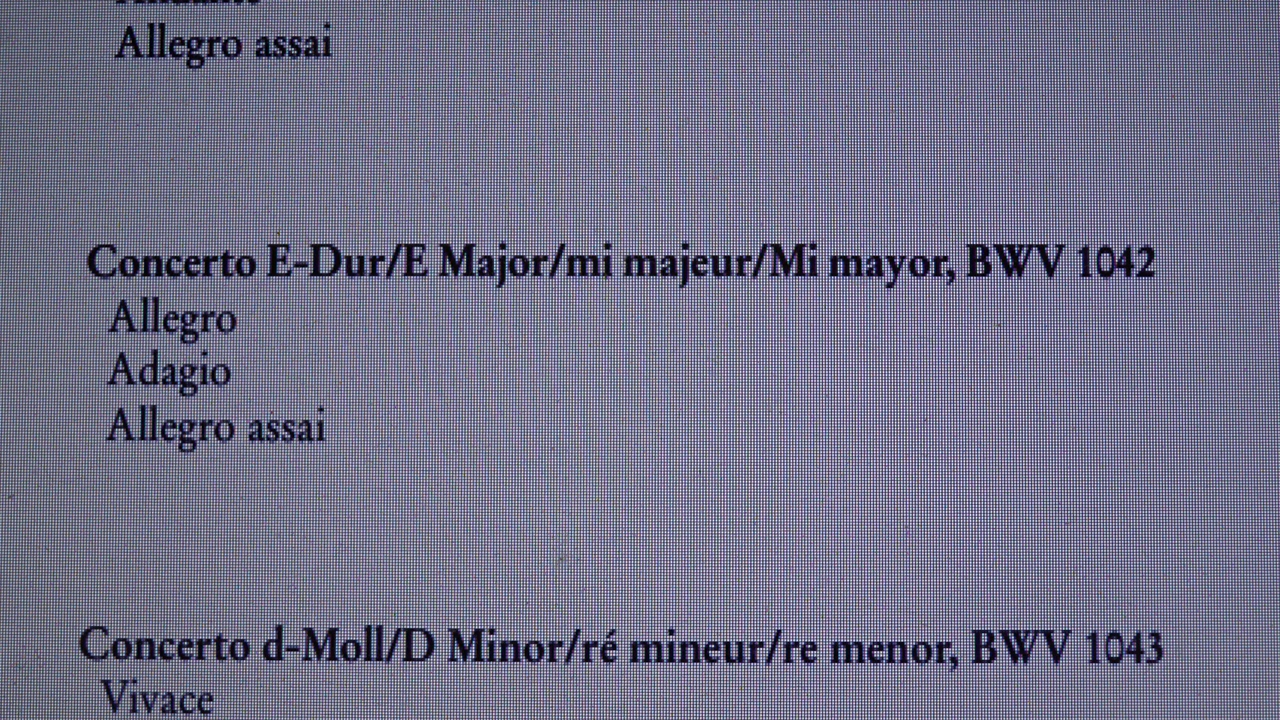 Allegro assai
Concerto E-Dur/E Major/mi majeur/Mi mayor, BWV 1042
Allegro
Adagio
Allegro assai
Concerto d-Moll/D Minor/ré mineur/re menor, BWV 1043
Vivace